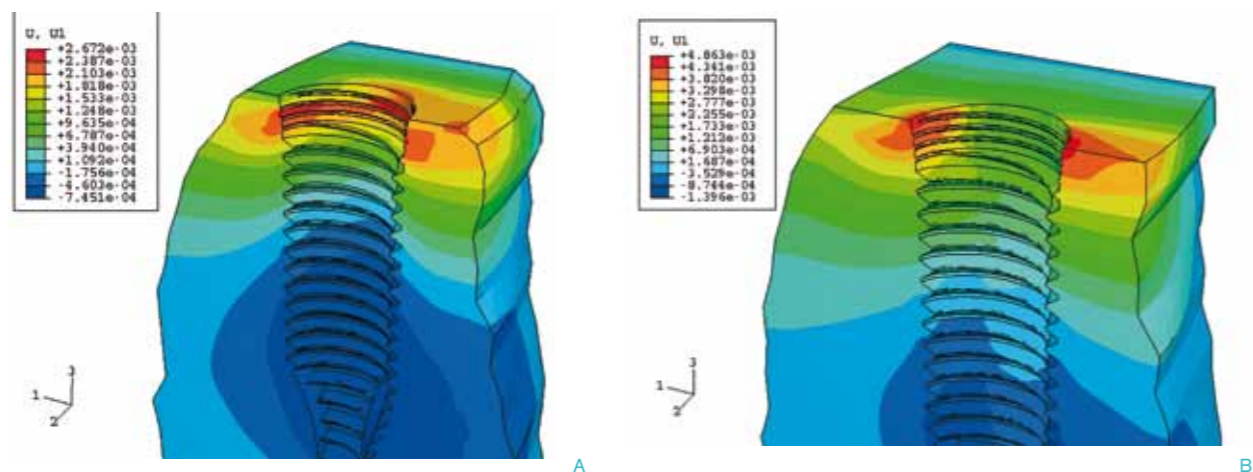 U, U1
+2.672e-03
+2.387e-03
+2.103e-03
+1.818e-03
+1.533e-03
+1.248e-03
+9.635e-04
+6.787e-04
+3.940e-04
+1.092e-04
-1.756e-04
-4.603e-04
-7.451e-04
3
1
2
A
U, U1
+4.863e-03
+4.341e-03
+3.820e-03
+3.298e-03
+2.777e-03
+2.255e-03
+1.733e-03
+1.212e-03
+6.903e-04
+1.687e-04
-3.529e-04
-8.744e-04
-1.396e-03
3
1
2
B